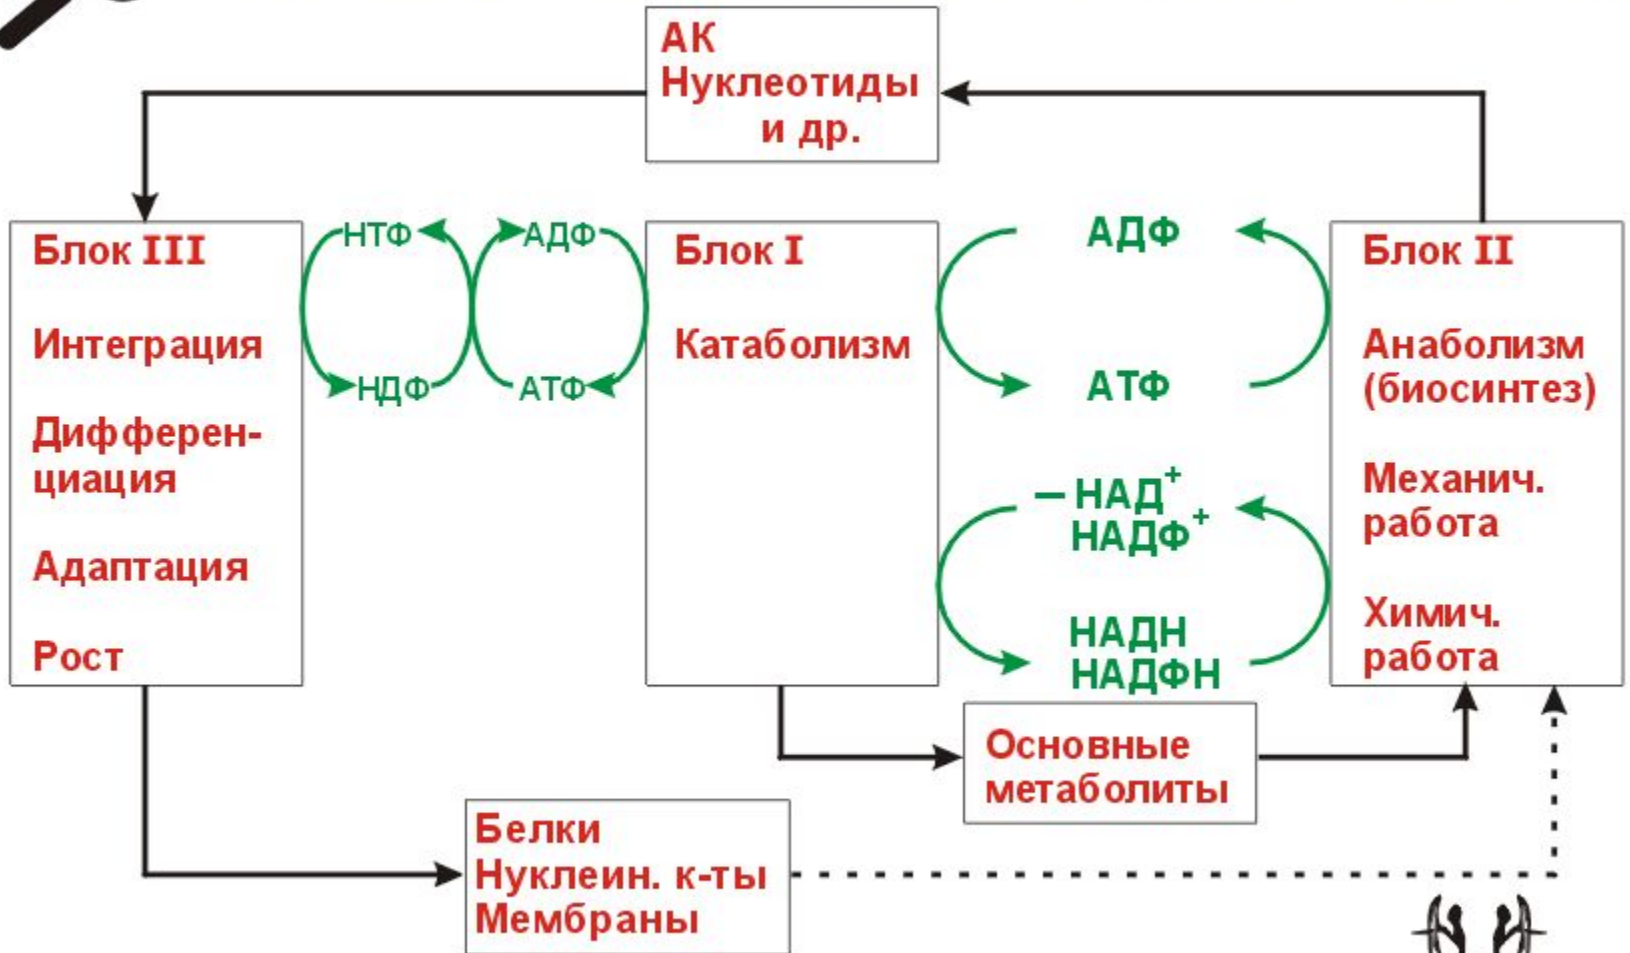 АК
Нуклеотиды
и др.
Блок III
Интеграция
Дифферен-
циация
Адаптация
Рост
НТФ
АДФ
НДФ
АТФ
Блок I
Катаболизм
АДФ
АТФ
– НАД⁺
НАДФ⁺
НАДН
НАДФН
Блок II
Анаболизм
(биосинтез)
Механич.
работа
Химич.
работа
Основные
метаболиты
Белки
Нуклеин. к-ты
Мембраны